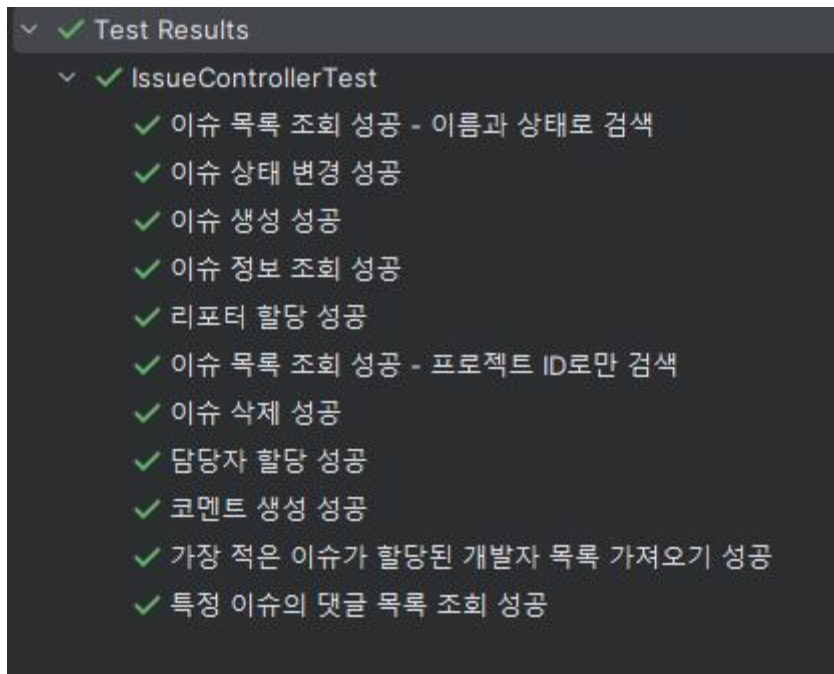 Test Results
IssueControllerTest
이슈 목록 조회 성공 - 이름과 상태로 검색
이슈 상태 변경 성공
이슈 생성 성공
이슈 정보 조회 성공
리포터 할당 성공
이슈 목록 조회 성공 - 프로젝트 ID로만 검색
이슈 삭제 성공
담당자 할당 성공
코멘트 생성 성공
가장 적은 이슈가 할당된 개발자 목록 가져오기 성공
특정 이슈의 댓글 목록 조회 성공